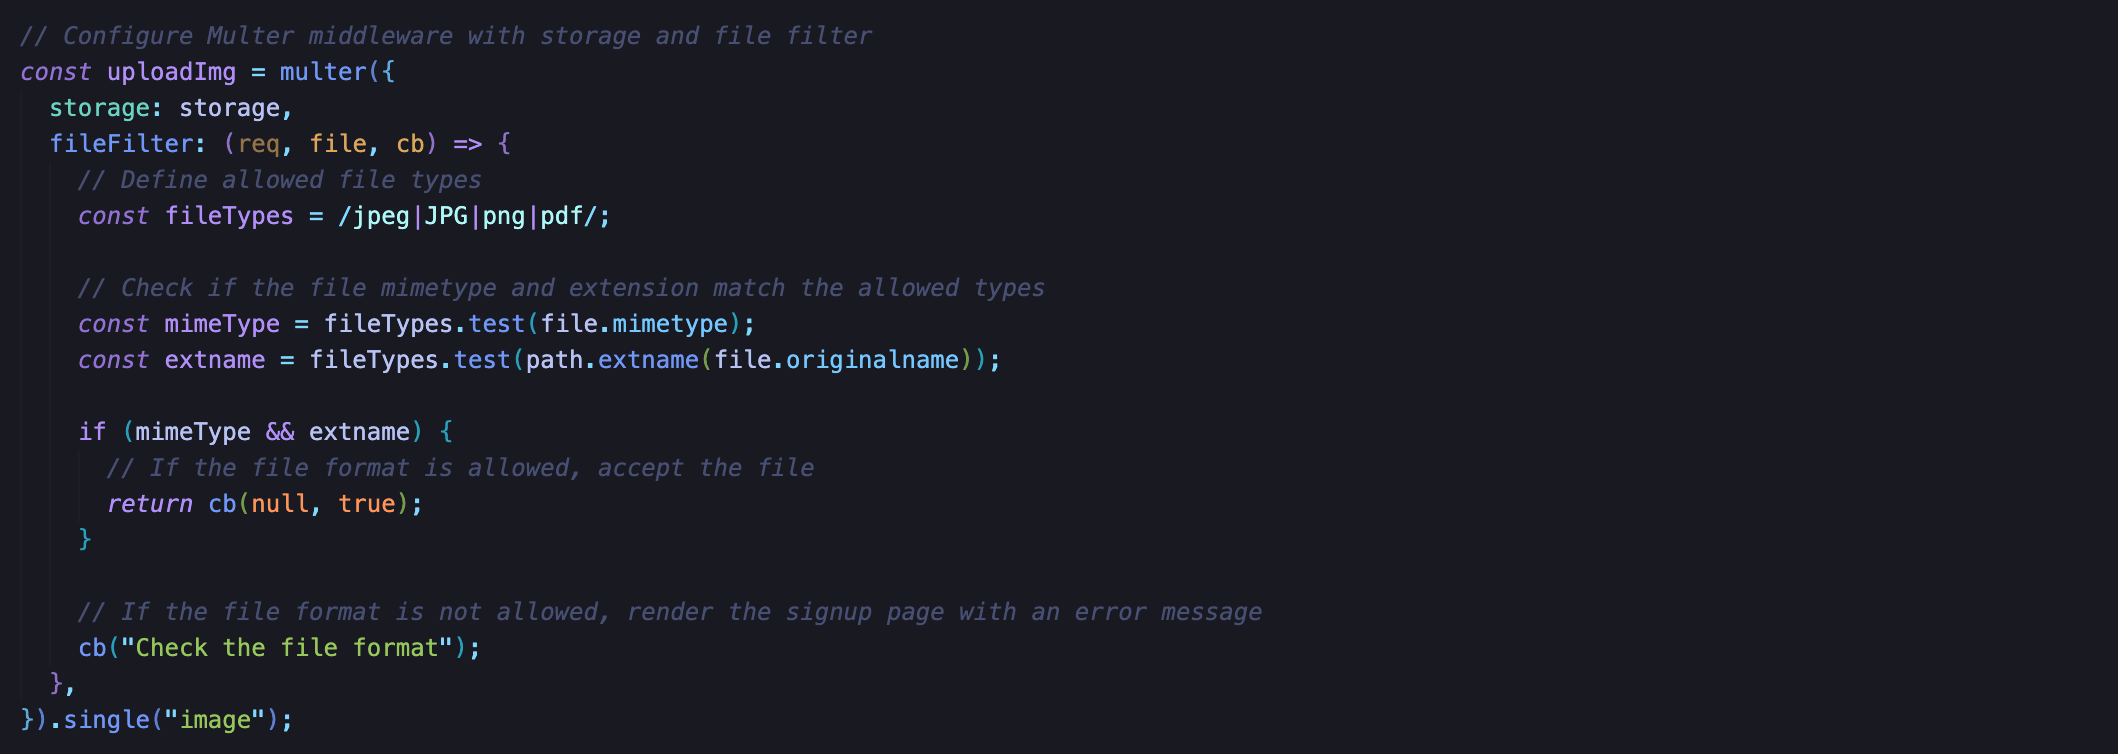 // Configure Multer middleware with storage and file filter
const uploadImg = multer({
  storage: storage,
  fileFilter: (req, file, cb) => {
    // Define allowed file types
    const fileTypes = /jpeg|JPG|png|pdf/;

    // Check if the file mimetype and extension match the allowed types
    const mimeType = fileTypes.test(file.mimetype);
    const extname = fileTypes.test(path.extname(file.originalname));

    if (mimeType && extname) {
      // If the file format is allowed, accept the file
      return cb(null, true);
    }

    // If the file format is not allowed, render the signup page with an error message
    cb("Check the file format");
  },
}).single("image");